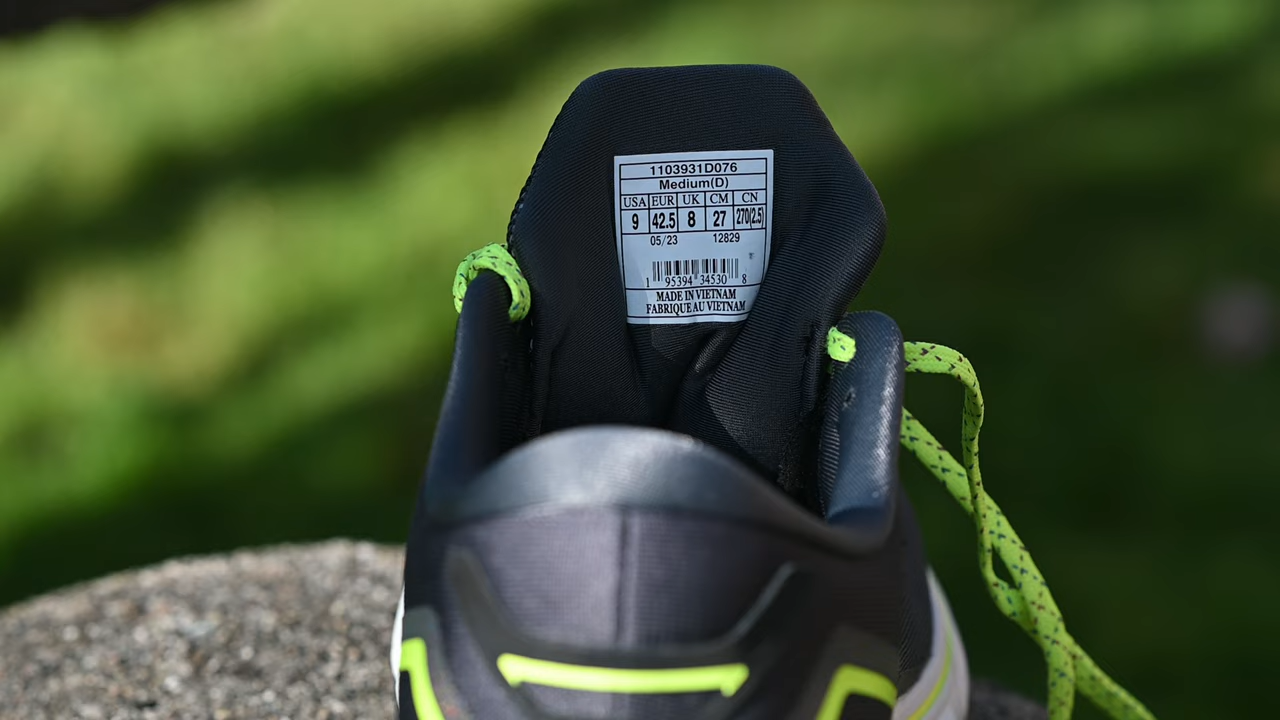 1103931D076
Medium(D)
USA EUR UK CM CN
9 42.5 8 27 270(2.5)
05/23 12829
1 95394 34530 8
MADE IN VIETNAM
FABRIQUE AU VIETNAM